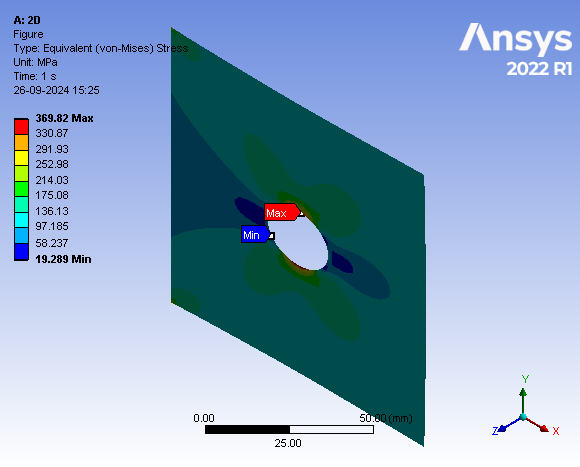 A: 2D
Figure
Type: Equivalent (von-Mises) Stress
Unit: MPa
Time: 1 s
26-09-2024 15:25
Ansys
2022 R1
369.82 Max
330.87
291.93
252.98
214.03
175.08
136.13
97.185
58.237
19.289 Min
Max
Min
0.00
50.00 (mm)
25.00
Y
Z
X